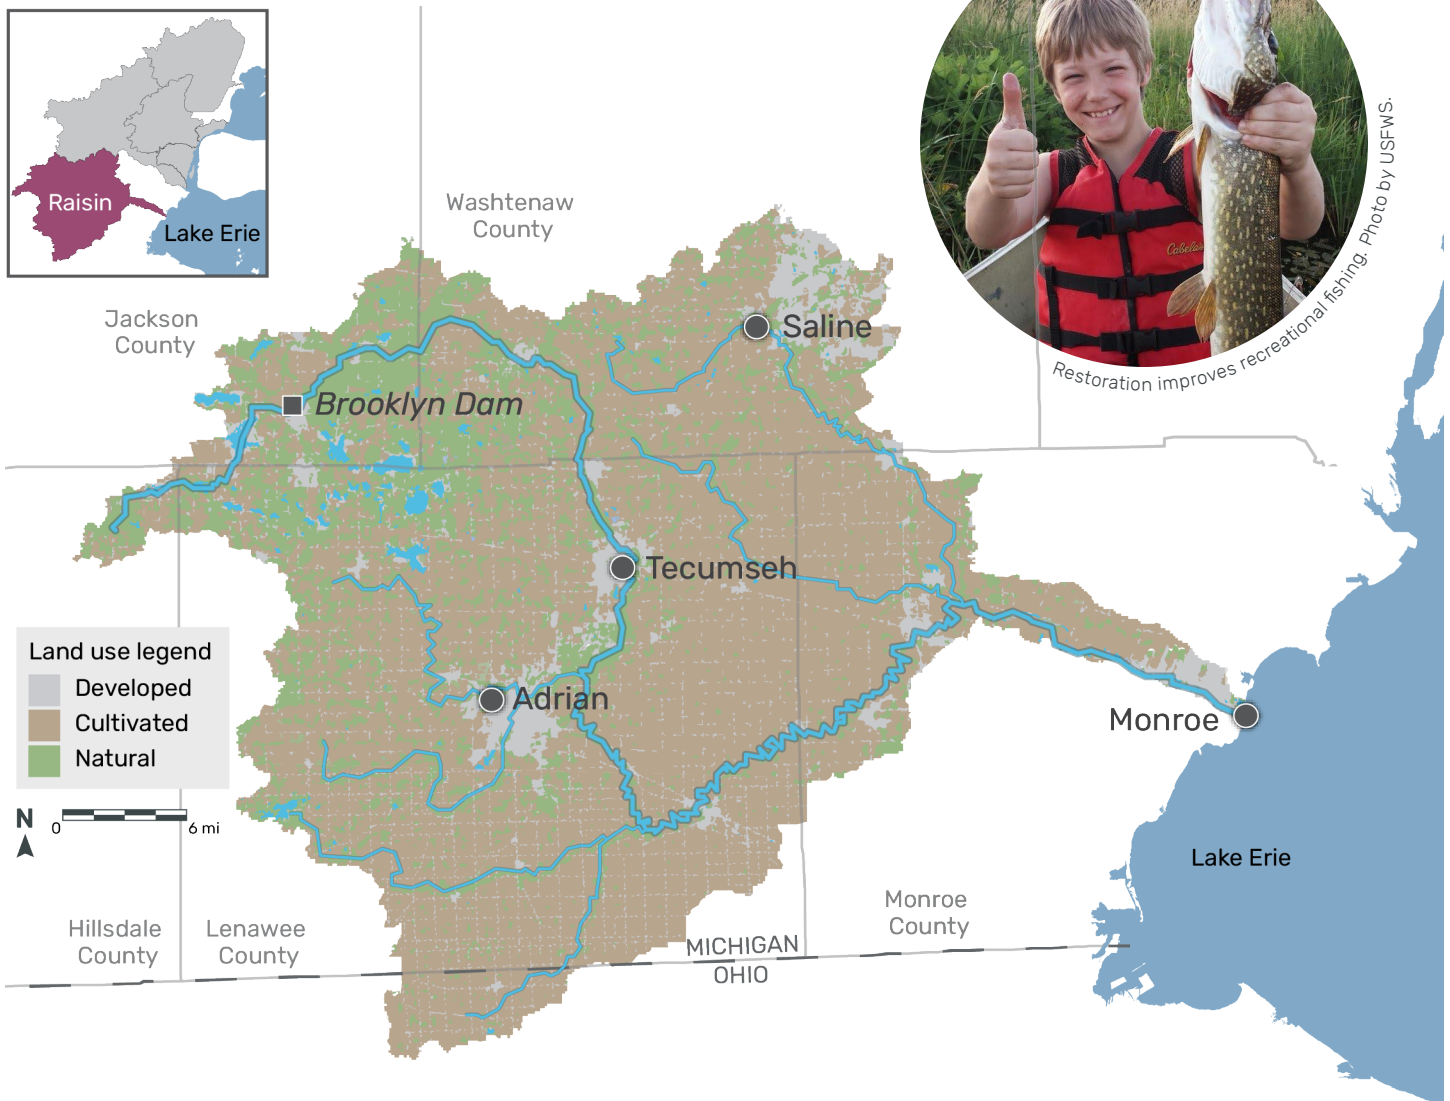 Raisin
Lake Erie
Washtenaw
County
Jackson
County
Saline
Brooklyn Dam
Cabela's
Restoration improves recreational fishing. Photo by USFWS.
Tecumseh
Land use legend
Developed
Cultivated
Natural
Adrian
Monroe
N
0
6 mi
Lake Erie
Hillsdale
County
Lenawee
County
Monroe
County
MICHIGAN
OHIO